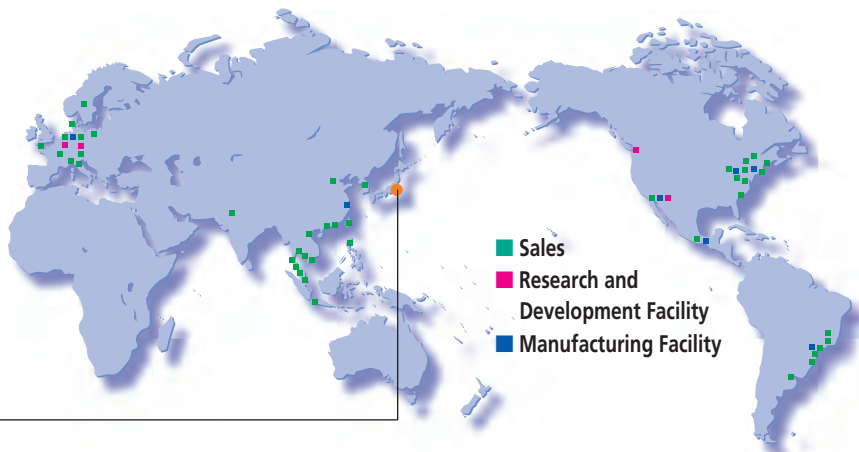 Sales
Research and
Development Facility
Manufacturing Facility